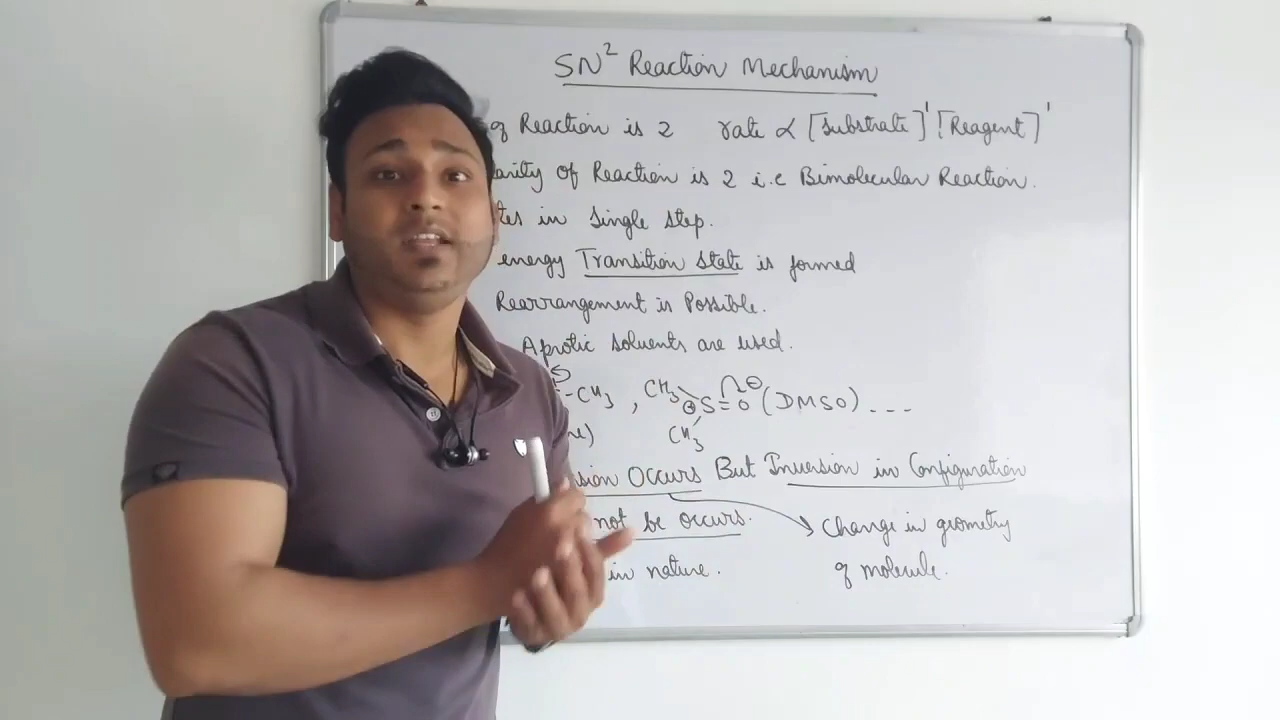 SN² Reaction Mechanism
of Reaction is 2 rate ∝ [Substrate]¹ [Reagent]¹
larity Of Reaction is 2 i.e Bimolecular Reaction.
tes in Single step.
energy Transition state is formed
Rearrangement is Possible.
Aprotic solvents are used.
-CH₃ , CH₃ ⊕S=O ⊖ (DMSO) ---
CH₃
ne)
sion Occurs But Inversion in Configuration
not be occurs. Change in geometry
in nature. of molecule.